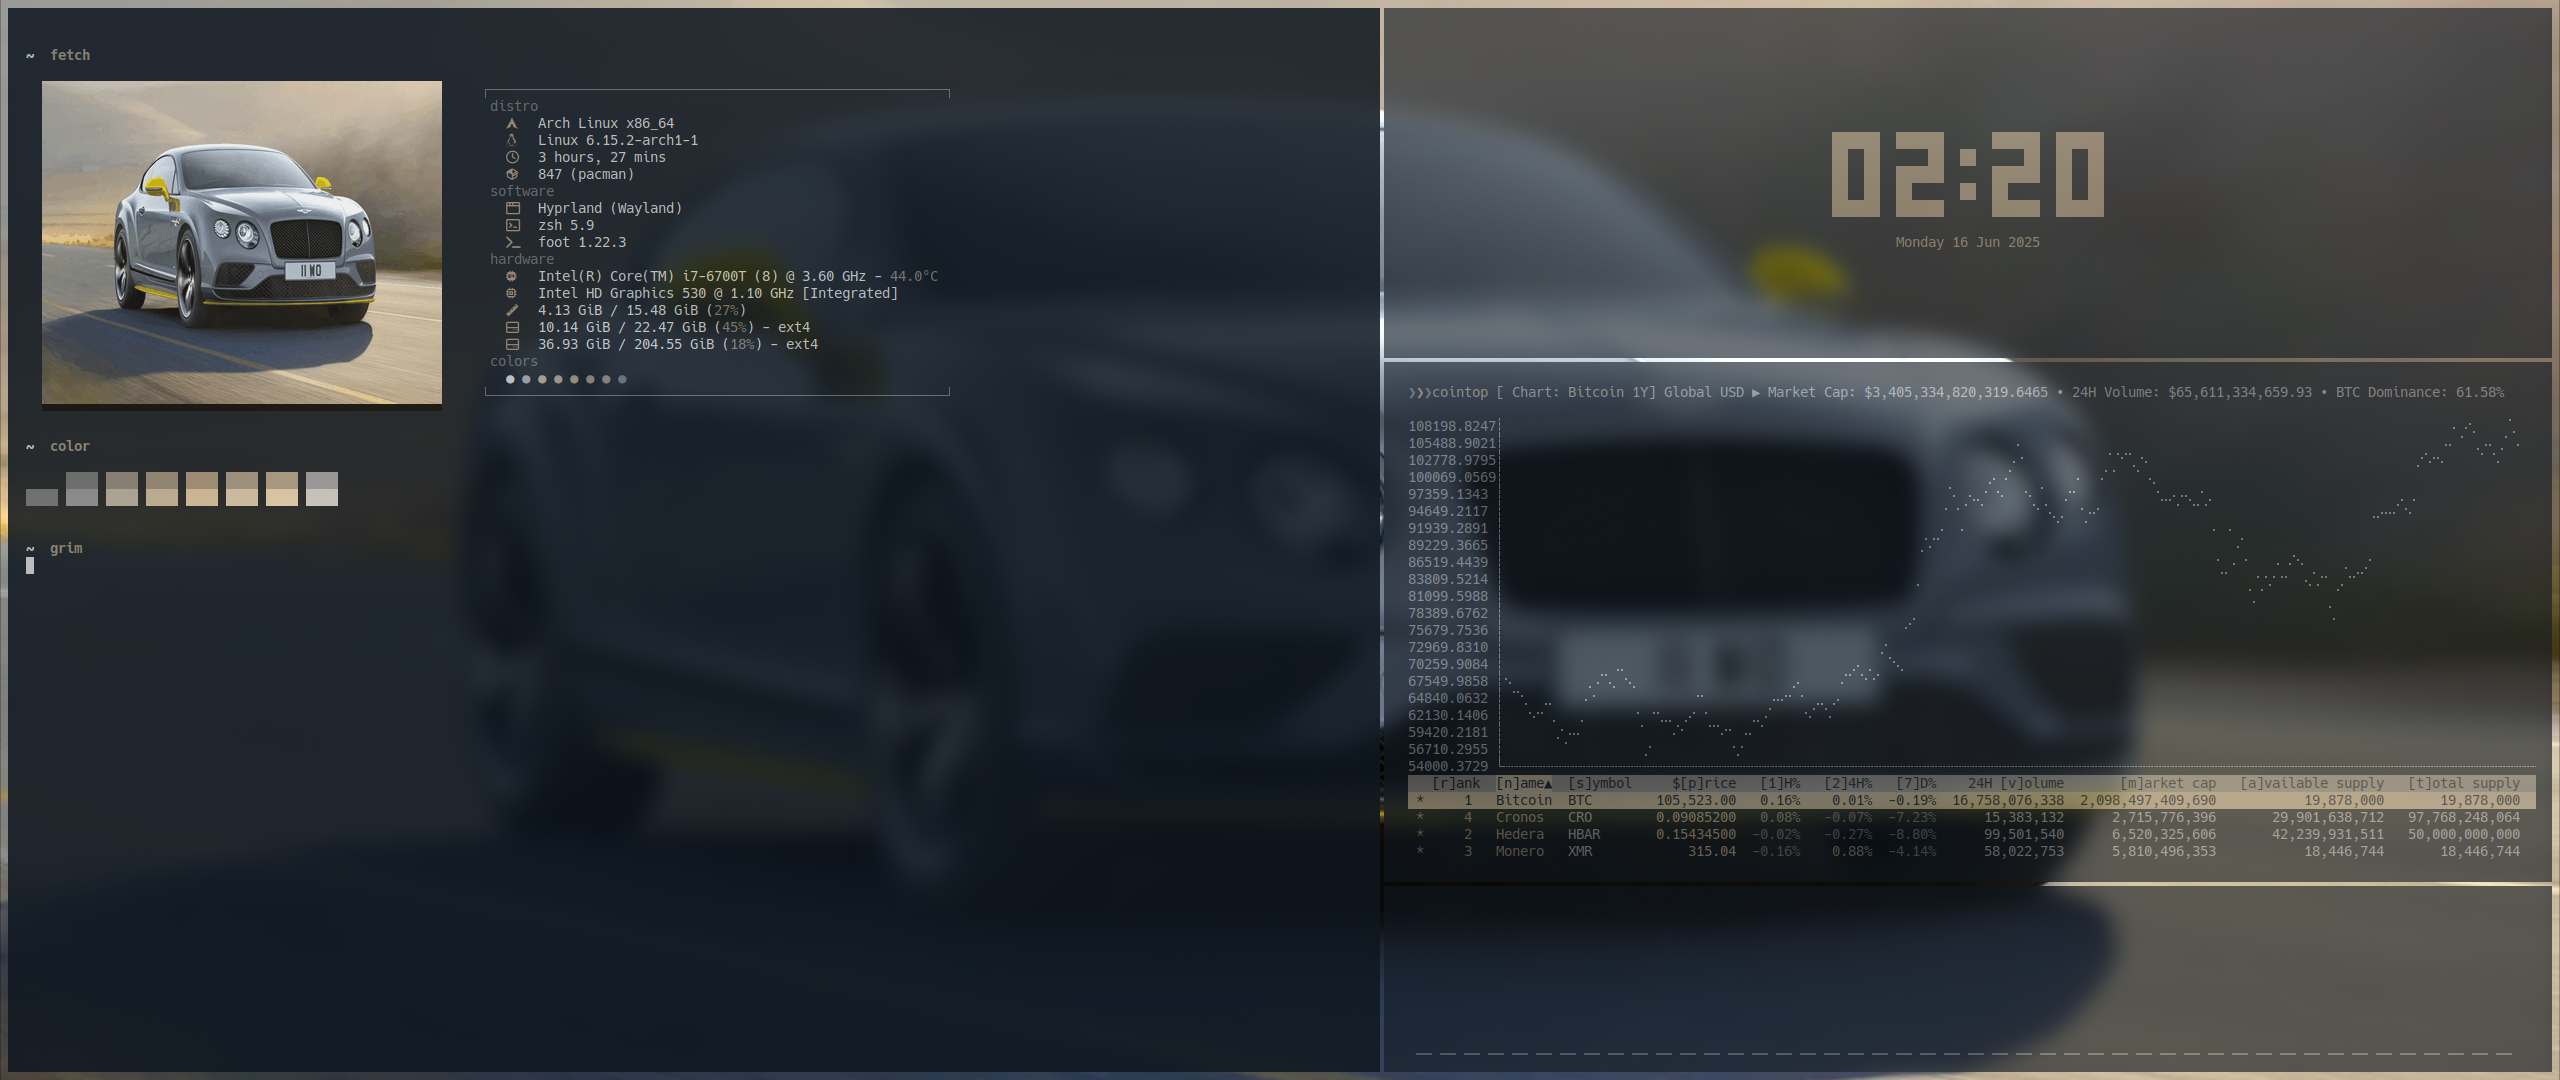 ~ fetch
II WO
distro
Arch Linux x86_64
Linux 6.15.2-arch1-1
3 hours, 27 mins
847 (pacman)
software
Hyprland (Wayland)
zsh 5.9
foot 1.22.3
hardware
Intel(R) Core(TM) i7-6700T (8) @ 3.60 GHz - 44.0°C
Intel HD Graphics 530 @ 1.10 GHz [Integrated]
4.13 GiB / 15.48 GiB (27%)
10.14 GiB / 22.47 GiB (45%) - ext4
36.93 GiB / 204.55 GiB (18%) - ext4
colors
~ color
~ grim
02:20
Monday 16 Jun 2025
❯❯❯cointop [ Chart: Bitcoin 1Y] Global USD ▶ Market Cap: $3,405,334,820,319.6465 • 24H Volume: $65,611,334,659.93 • BTC Dominance: 61.58%
108198.8247
105488.9021
102778.9795
100069.0569
97359.1343
94649.2117
91939.2891
89229.3665
86519.4439
83809.5214
81099.5988
78389.6762
75679.7536
72969.8310
70259.9084
67549.9858
64840.0632
62130.1406
59420.2181
56710.2955
54000.3729
[r]ank [n]ame▲ [s]ymbol $[p]rice [1]H% [2]4H% [7]D% 24H [v]olume [m]arket cap [a]vailable supply [t]otal supply
* 1 Bitcoin BTC 105,523.00 0.16% 0.01% -0.19% 16,758,076,338 2,098,497,409,690 19,878,000 19,878,000
* 4 Cronos CRO 0.09085200 0.08% -0.07% -7.23% 15,383,132 2,715,776,396 29,901,638,712 97,768,248,064
* 2 Hedera HBAR 0.15434500 -0.02% -0.27% -8.80% 99,501,540 6,520,325,606 42,239,931,511 50,000,000,000
* 3 Monero XMR 315.04 -0.16% 0.88% -4.14% 58,022,753 5,810,496,353 18,446,744 18,446,744